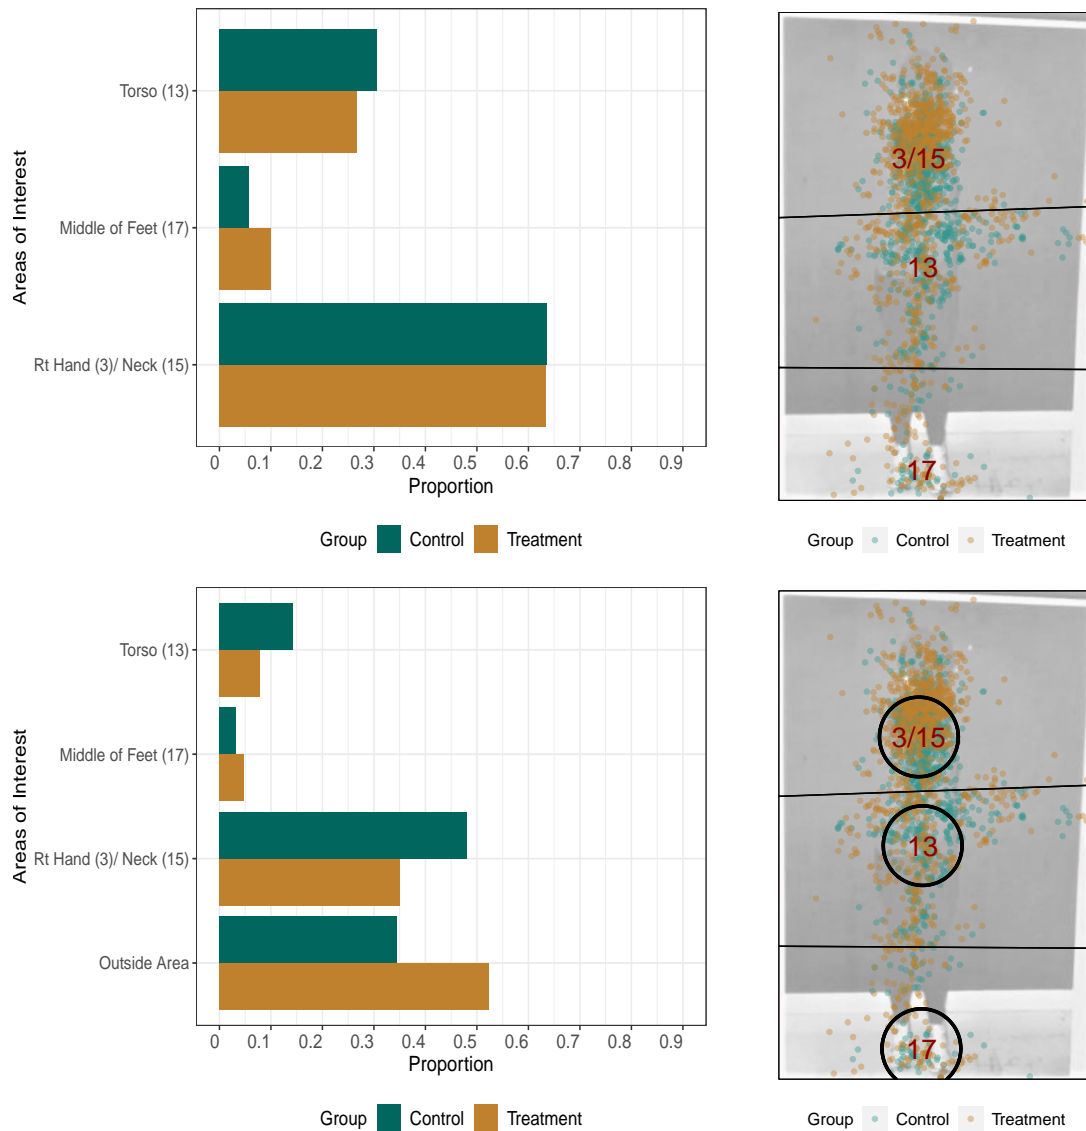 Areas of Interest
Torso (13)
Middle of Feet (17)
Rt Hand (3)/ Neck (15)
0 0.1 0.2 0.3 0.4 0.5 0.6 0.7 0.8 0.9
Proportion
Group Control Treatment
3/15
13
17
Group Control Treatment
Areas of Interest
Torso (13)
Middle of Feet (17)
Rt Hand (3)/ Neck (15)
Outside Area
0 0.1 0.2 0.3 0.4 0.5 0.6 0.7 0.8 0.9
Proportion
Group Control Treatment
3/15
13
17
Group Control Treatment